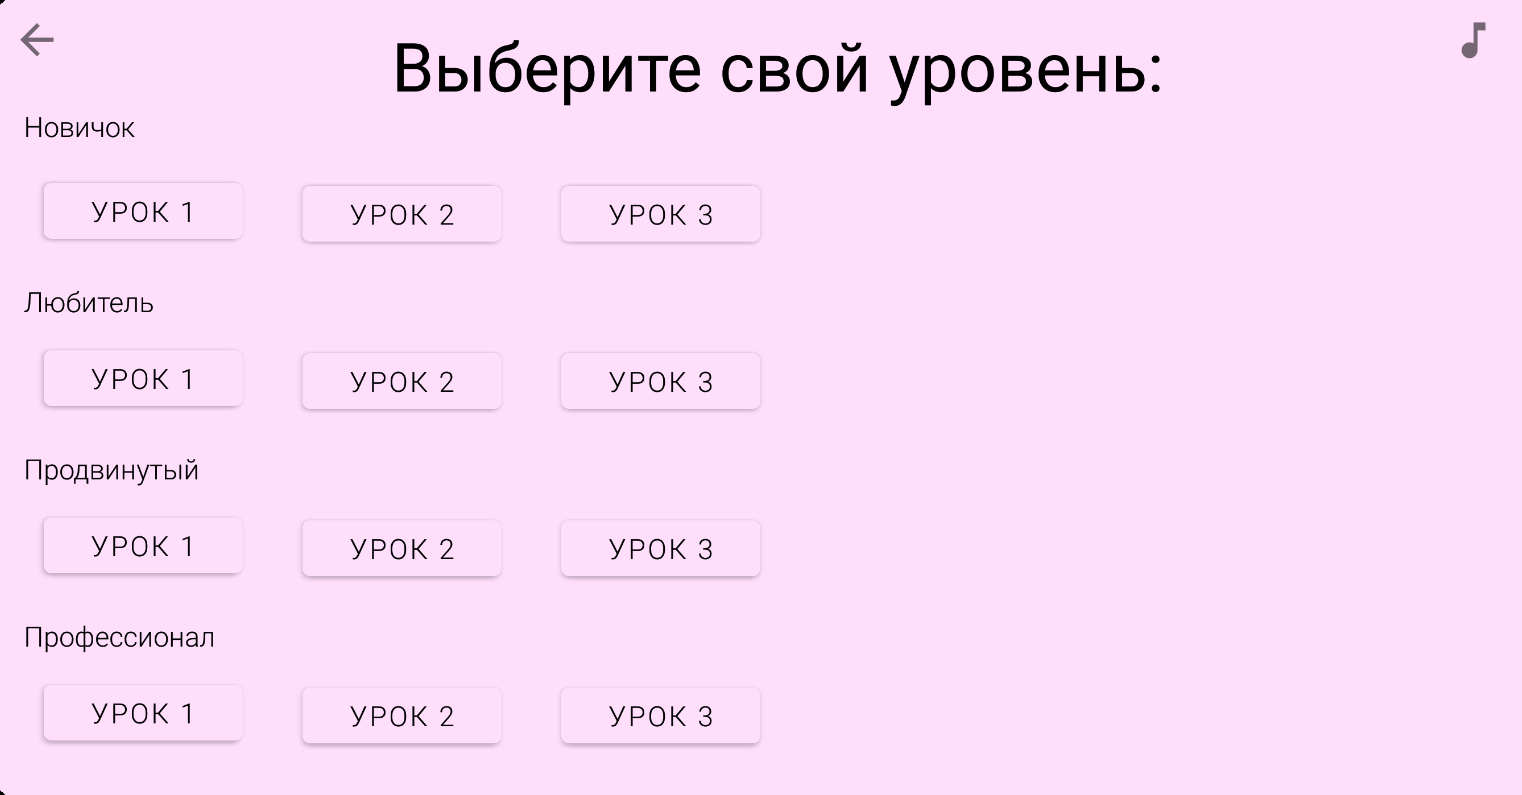 Выберите свой уровень:
Новичок
УРОК 1 УРОК 2 УРОК 3
Любитель
УРОК 1 УРОК 2 УРОК 3
Продвинутый
УРОК 1 УРОК 2 УРОК 3
Профессионал
УРОК 1 УРОК 2 УРОК 3